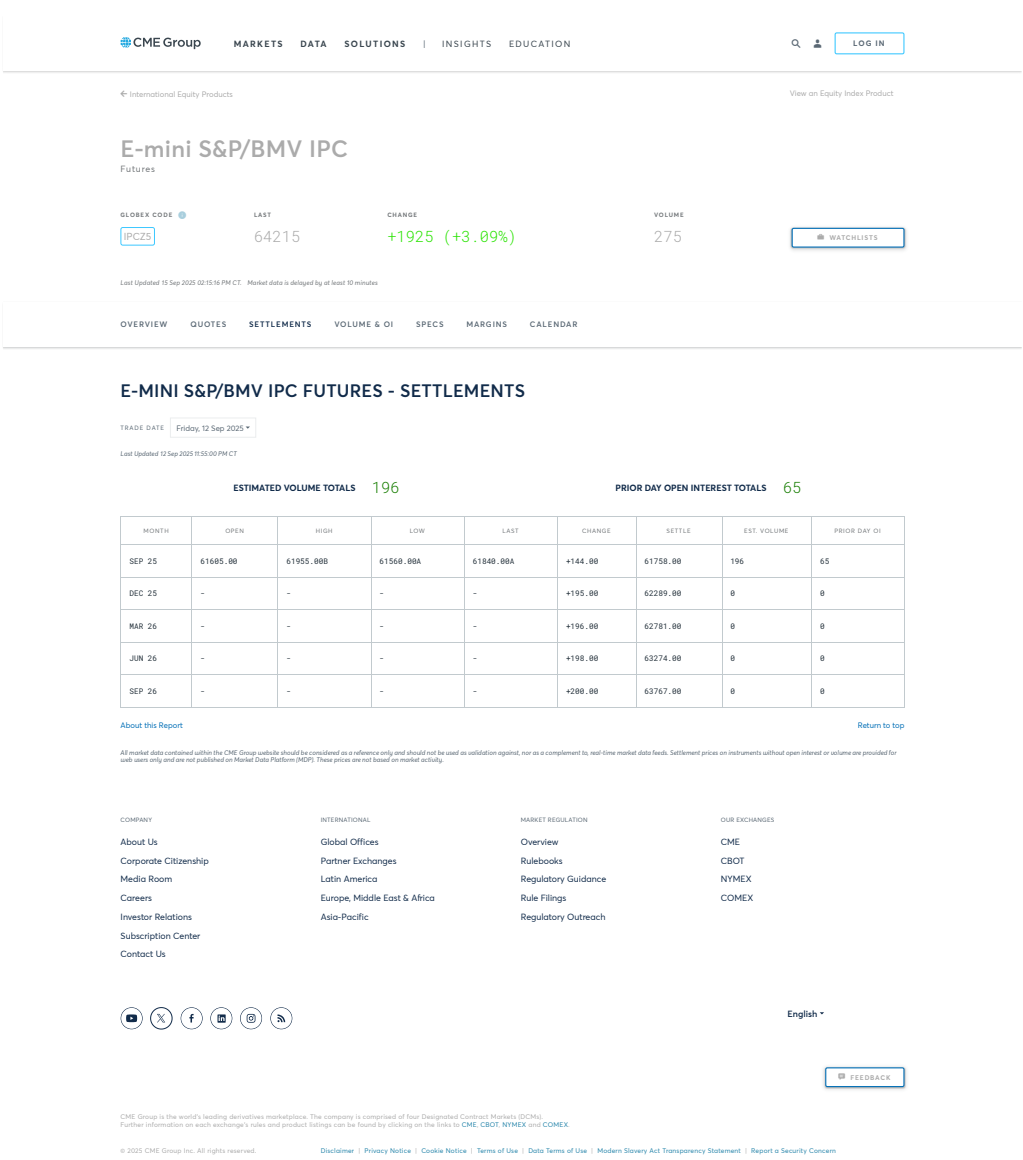 CME Group MARKETS DATA SOLUTIONS | INSIGHTS EDUCATION LOG IN
International Equity Products View an Equity Index Product
E-mini S&P/BMV IPC
Futures
GLOBEX CODE LAST CHANGE VOLUME
IPCZ5 64215 +1925 (+3.09%) 275 WATCHLISTS
Last Updated 15 Sep 2025 02:15:16 PM CT. Market data is delayed by at least 10 minutes
OVERVIEW QUOTES SETTLEMENTS VOLUME & OI SPECS MARGINS CALENDAR
E-MINI S&P/BMV IPC FUTURES - SETTLEMENTS
TRADE DATE Friday, 12 Sep 2025
Last Updated 12 Sep 2025 11:55:00 PM CT
ESTIMATED VOLUME TOTALS 196 PRIOR DAY OPEN INTEREST TOTALS 65
MONTH OPEN HIGH LOW LAST CHANGE SETTLE EST. VOLUME PRIOR DAY OI
SEP 25 61605.00 61955.00B 61560.00A 61840.00A +144.00 61758.00 196 65
DEC 25 - - - - +195.00 62289.00 0 0
MAR 26 - - - - +196.00 62781.00 0 0
JUN 26 - - - - +198.00 63274.00 0 0
SEP 26 - - - - +200.00 63767.00 0 0
About this Report Return to top
All market data contained within the CME Group website should be considered as a reference only and should not be used as validation against, nor as a complement to, real-time market data feeds. Settlement prices on instruments without open interest or volume are provided for
web users only and are not published on Market Data Platform (MDP). These prices are not based on market activity.
COMPANY INTERNATIONAL MARKET REGULATION OUR EXCHANGES
About Us Global Offices Overview CME
Corporate Citizenship Partner Exchanges Rulebooks CBOT
Media Room Latin America Regulatory Guidance NYMEX
Careers Europe, Middle East & Africa Rule Filings COMEX
Investor Relations Asia-Pacific Regulatory Outreach
Subscription Center
Contact Us
English
FEEDBACK
CME Group is the world's leading derivatives marketplace. The company is comprised of four Designated Contract Markets (DCMs).
Further information on each exchange's rules and product listings can be found by clicking on the links to CME, CBOT, NYMEX and COMEX.
© 2025 CME Group Inc. All rights reserved. Disclaimer | Privacy Notice | Cookie Notice | Terms of Use | Data Terms of Use | Modern Slavery Act Transparency Statement | Report a Security Concern